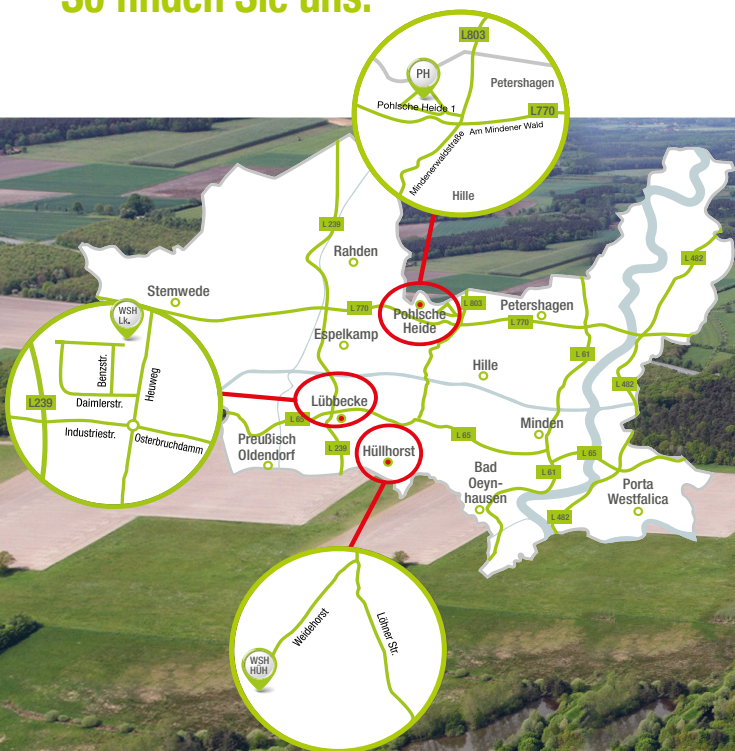 So finden Sie uns.
L803
PH
Petershagen
Pohlsche Heide 1
L770
Am Mindener Wald
Mindenerwaldstraße
Hille
L 239
Rahden
L 482
Stemwede
L 770
Pohlsche
Heide
L 803
Petershagen
L 770
WSH
Lk.
Espelkamp
L 61
Benzstr.
Heuweg
Hille
L 482
L239
Daimlerstr.
Lübbecke
Industriestr.
Osterbruchdamm
L 65
Minden
Preußisch
Oldendorf
L 239
Hüllhorst
L 65
L 65
Bad
Oeyn-
hausen
L 61
Porta
Westfalica
L 482
Weidehorst
Löhner Str.
WSH
HÜH